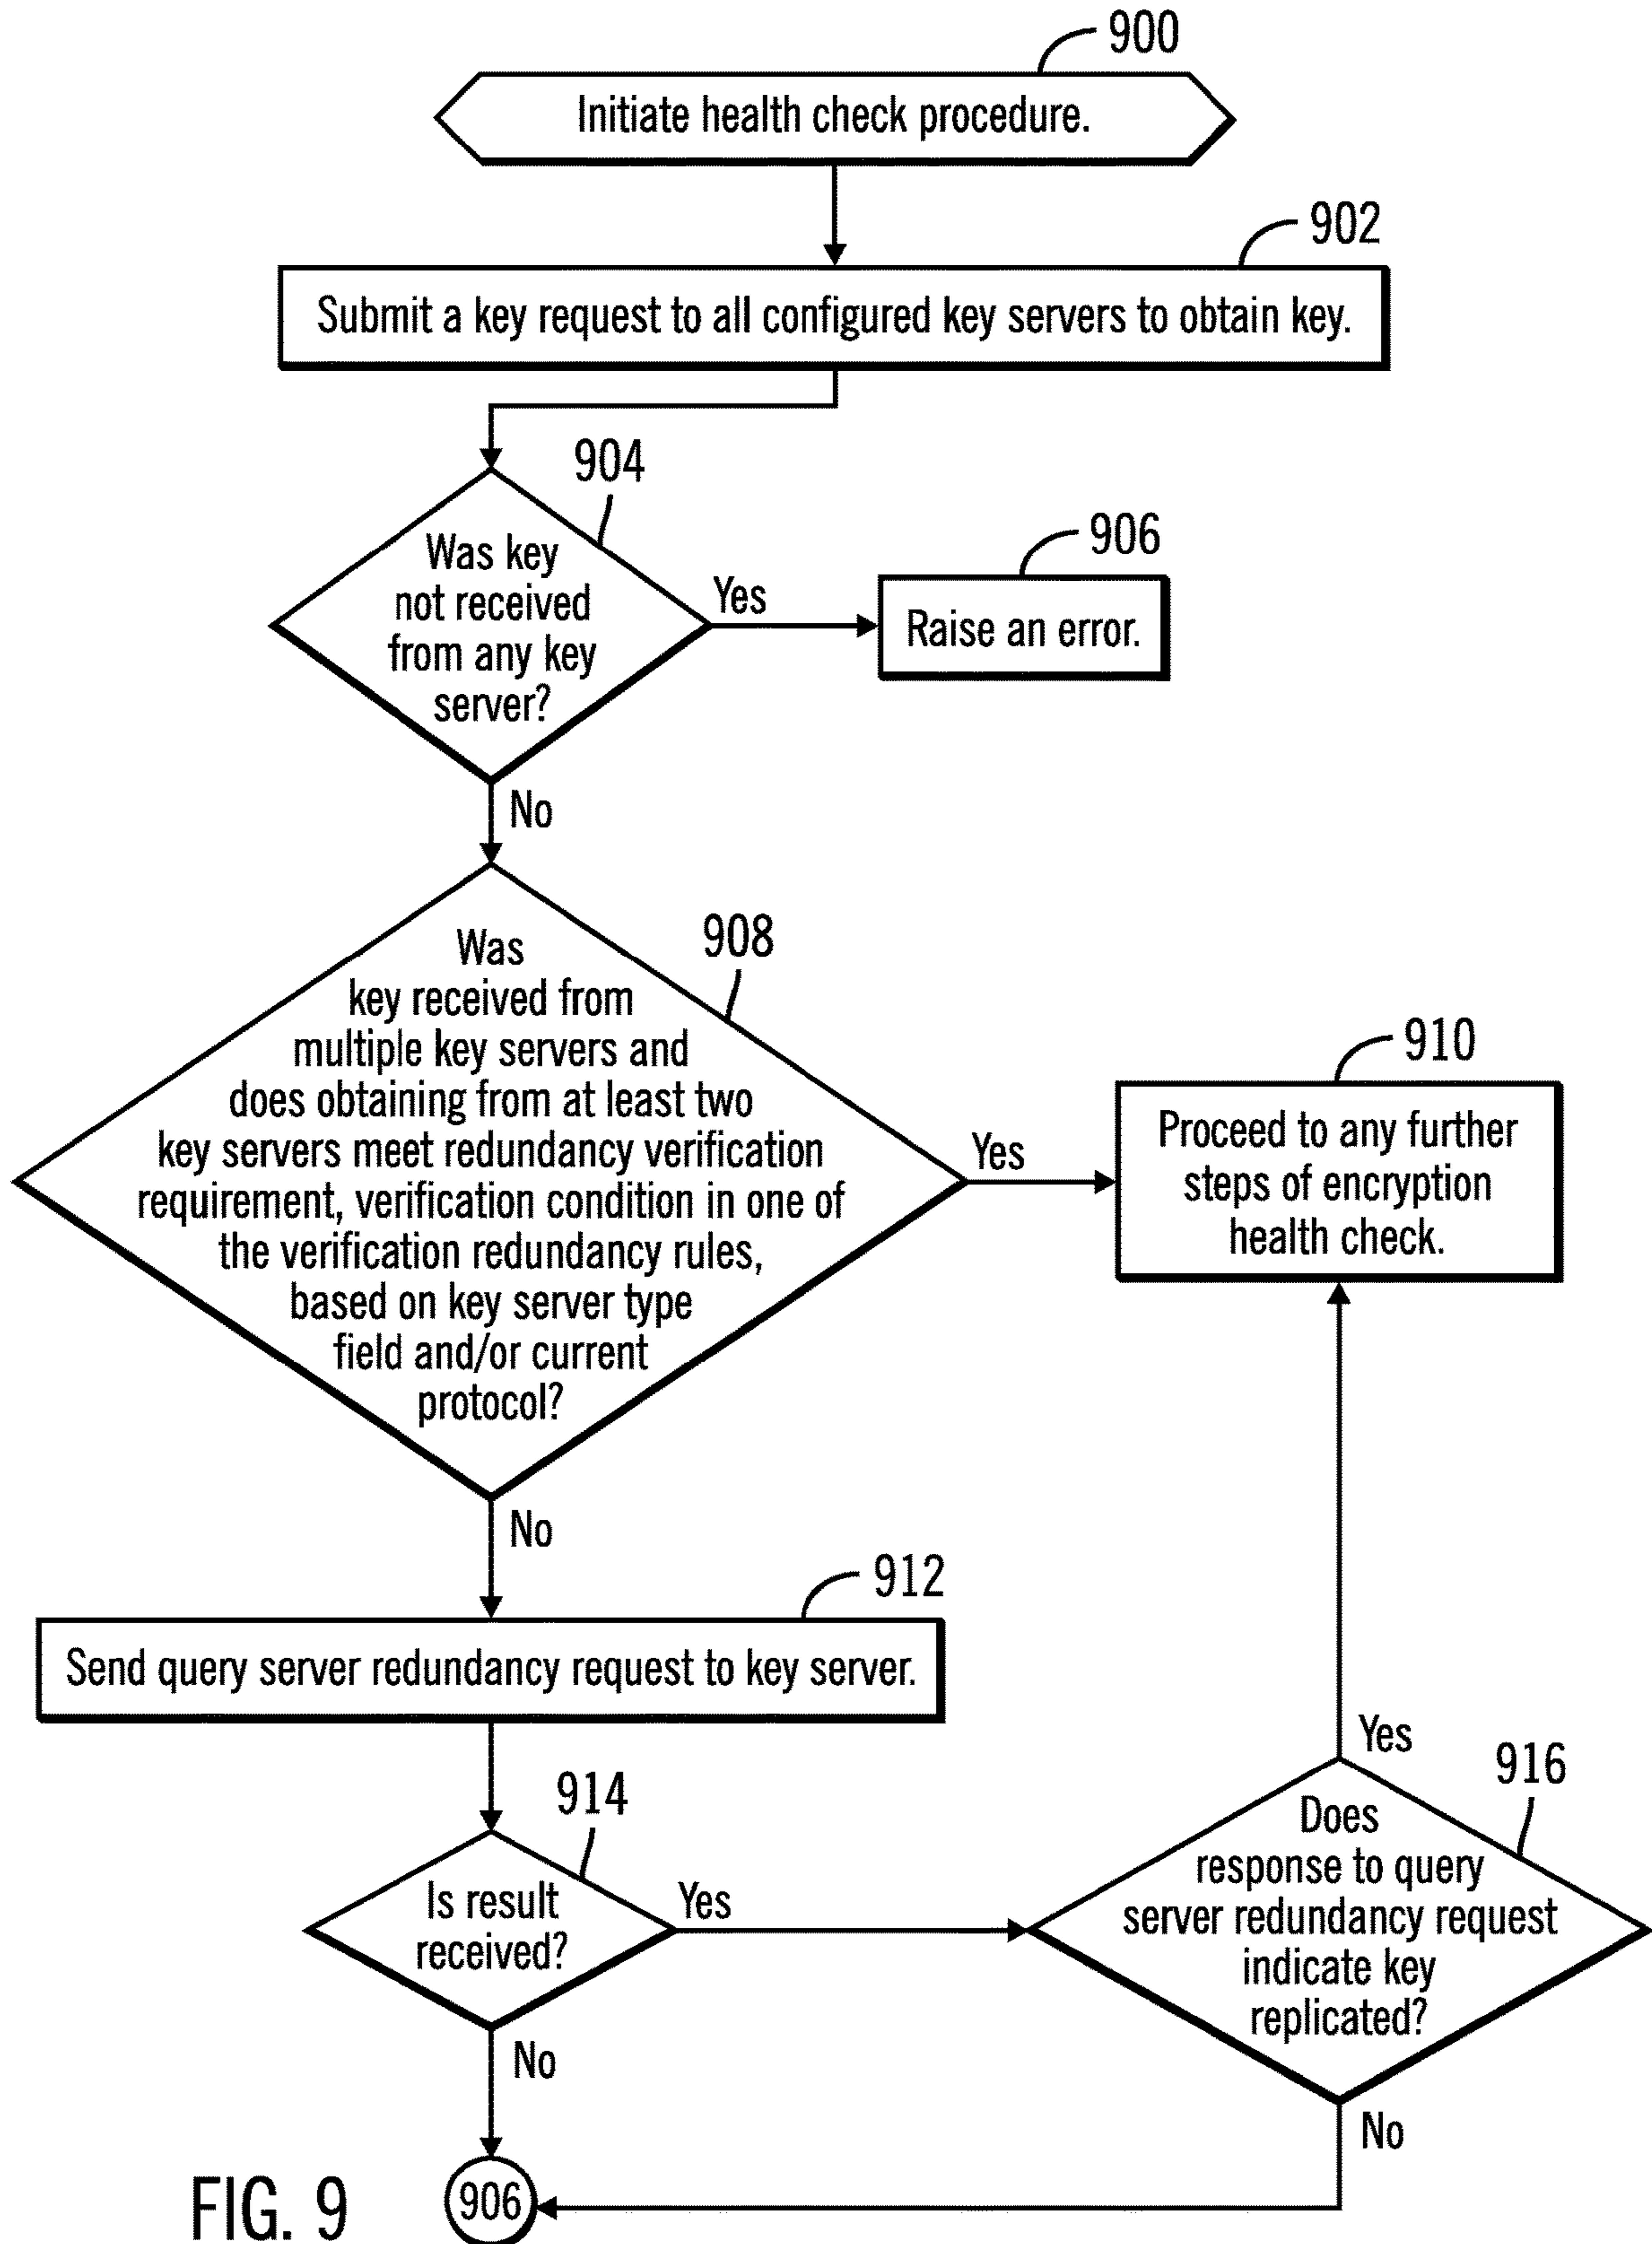 900
Initiate health check procedure.
902
Submit a key request to all configured key servers to obtain key.
904
Was key
not received
from any key
server?
Yes
906
Raise an error.
No
908
Was
key received from
multiple key servers and
does obtaining from at least two
key servers meet redundancy verification
requirement, verification condition in one of
the verification redundancy rules,
based on key server type
field and/or current
protocol?
Yes
910
Proceed to any further
steps of encryption
health check.
No
912
Send query server redundancy request to key server.
914
Is result
received?
Yes
916
Does
response to query
server redundancy request
indicate key
replicated?
Yes
No
No
906
FIG. 9